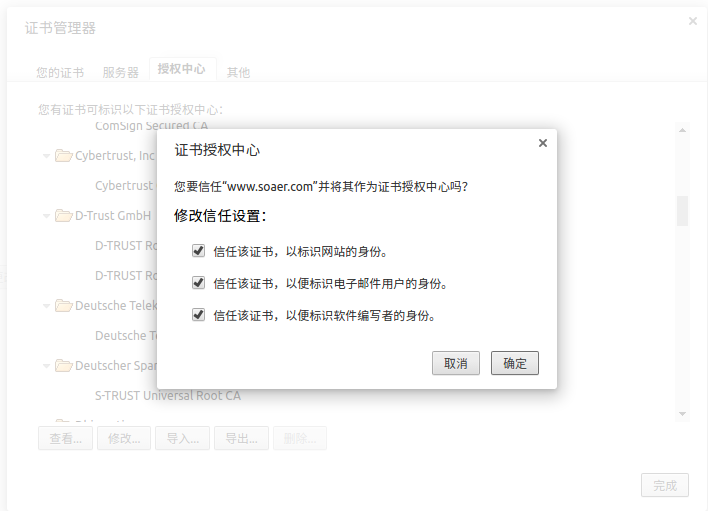 证书管理器
您的证书 服务器 授权中心 其他
您有证书可标识以下证书授权中心：
ComSign Secured CA
Cybertrust, Inc
Cybertrust
D-Trust GmbH
D-TRUST
D-TRUST
Deutsche
Deutsche
Deutscher
S-TRUST Universal Root CA
证书授权中心
您要信任“www.soaer.com”并将其作为证书授权中心吗？
修改信任设置：
信任该证书，以标识网站的身份。
信任该证书，以便标识电子邮件用户的身份。
信任该证书，以便标识软件编写者的身份。
取消 确定
查看... 修改... 导入... 导出... 删除...
完成